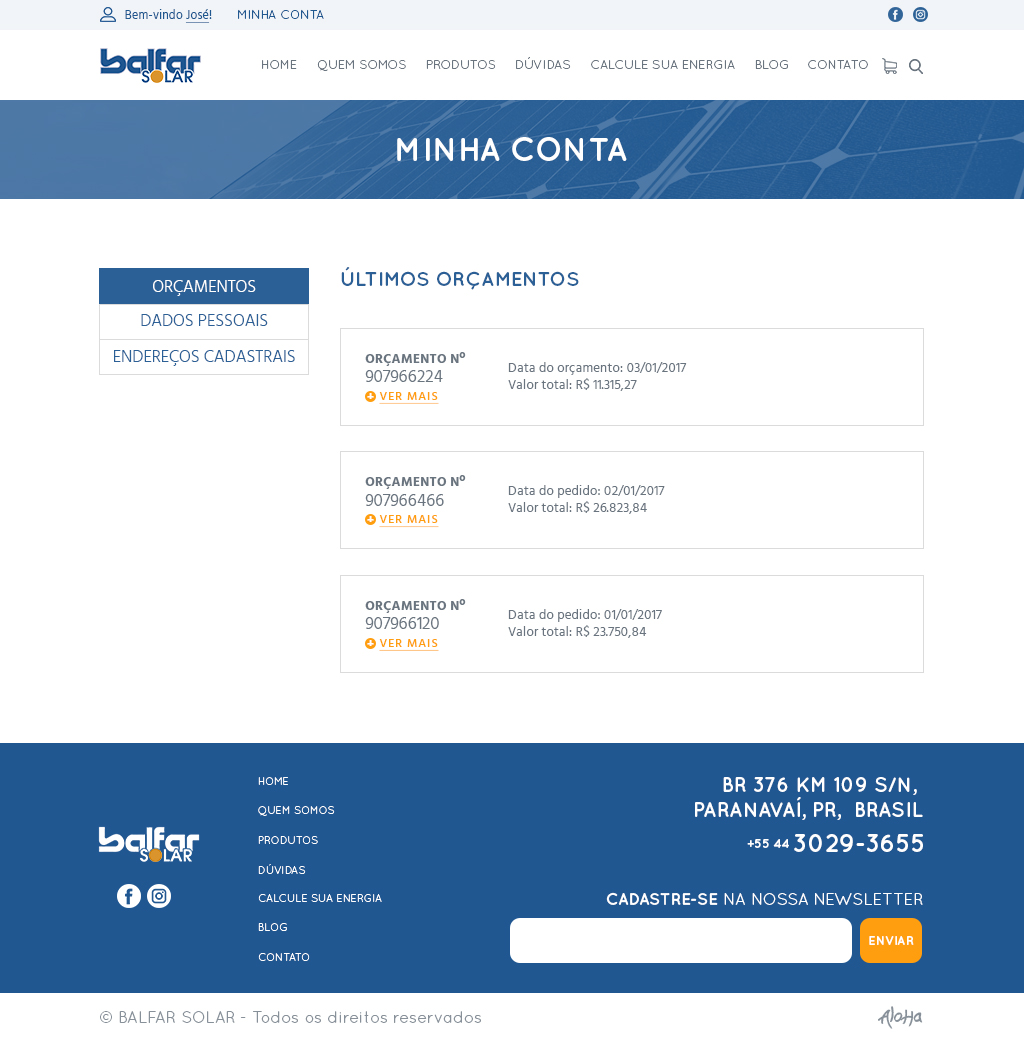 Bem-vindo José! MINHA CONTA
balfar SOLAR
HOME QUEM SOMOS PRODUTOS DÚVIDAS CALCULE SUA ENERGIA BLOG CONTATO
MINHA CONTA
ORÇAMENTOS
DADOS PESSOAIS
ENDEREÇOS CADASTRAIS
ÚLTIMOS ORÇAMENTOS
ORÇAMENTO Nº
907966224
VER MAIS
Data do orçamento: 03/01/2017
Valor total: R$ 11.315,27
ORÇAMENTO Nº
907966466
VER MAIS
Data do pedido: 02/01/2017
Valor total: R$ 26.823,84
ORÇAMENTO Nº
907966120
VER MAIS
Data do pedido: 01/01/2017
Valor total: R$ 23.750,84
balfar SOLAR
HOME
QUEM SOMOS
PRODUTOS
DÚVIDAS
CALCULE SUA ENERGIA
BLOG
CONTATO
BR 376 KM 109 S/N,
PARANAVAÍ, PR, BRASIL
+55 44 3029-3655
CADASTRE-SE NA NOSSA NEWSLETTER
ENVIAR
© BALFAR SOLAR - Todos os direitos reservados
Aloha